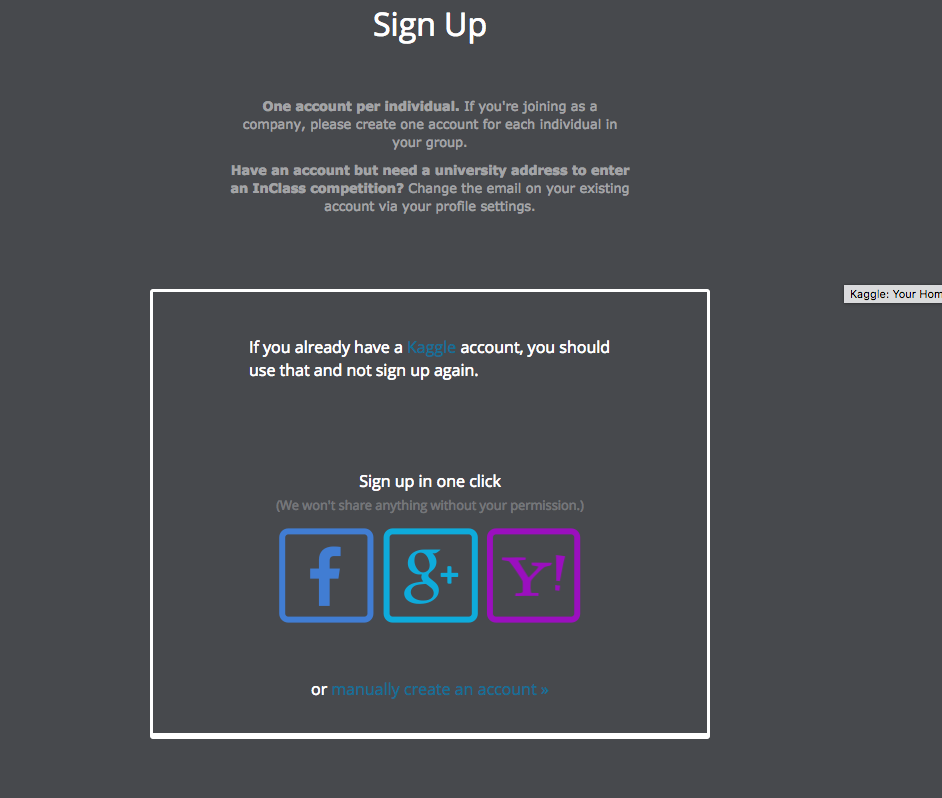 Sign Up
One account per individual. If you're joining as a
company, please create one account for each individual in
your group.
Have an account but need a university address to enter
an InClass competition? Change the email on your existing
account via your profile settings.
Kaggle: Your Hom
If you already have a Kaggle account, you should
use that and not sign up again.
Sign up in one click
(We won't share anything without your permission.)
f g+ Y!
or manually create an account »